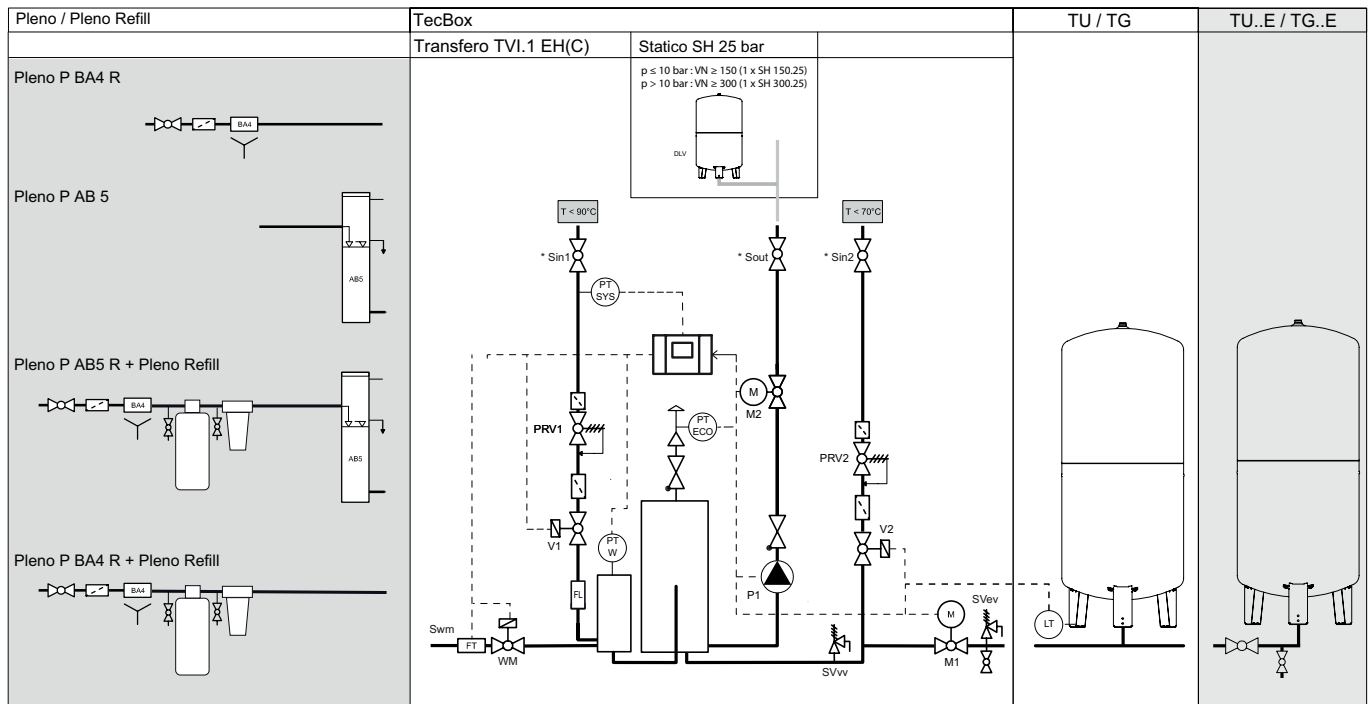 Pleno / Pleno Refill
TecBox
TU / TG
TU..E / TG..E
Transfero TVI.1 EH(C)
Statico SH 25 bar
p ≤ 10 bar : VN ≥ 150 (1 x SH 150.25)
p > 10 bar : VN ≥ 300 (1 x SH 300.25)
DLV
Pleno P BA4 R
BA4
Pleno P AB 5
AB5
Pleno P AB5 R + Pleno Refill
BA4
AB5
Pleno P BA4 R + Pleno Refill
BA4
T < 90°C
T < 70°C
* Sin1
* Sout
* Sin2
PT
SYS
M
M2
PRV1
PT
ECO
PRV2
V1
PT
W
V2
FL
P1
Swm
FT
WM
SVvv
M
M1
SVev
LT